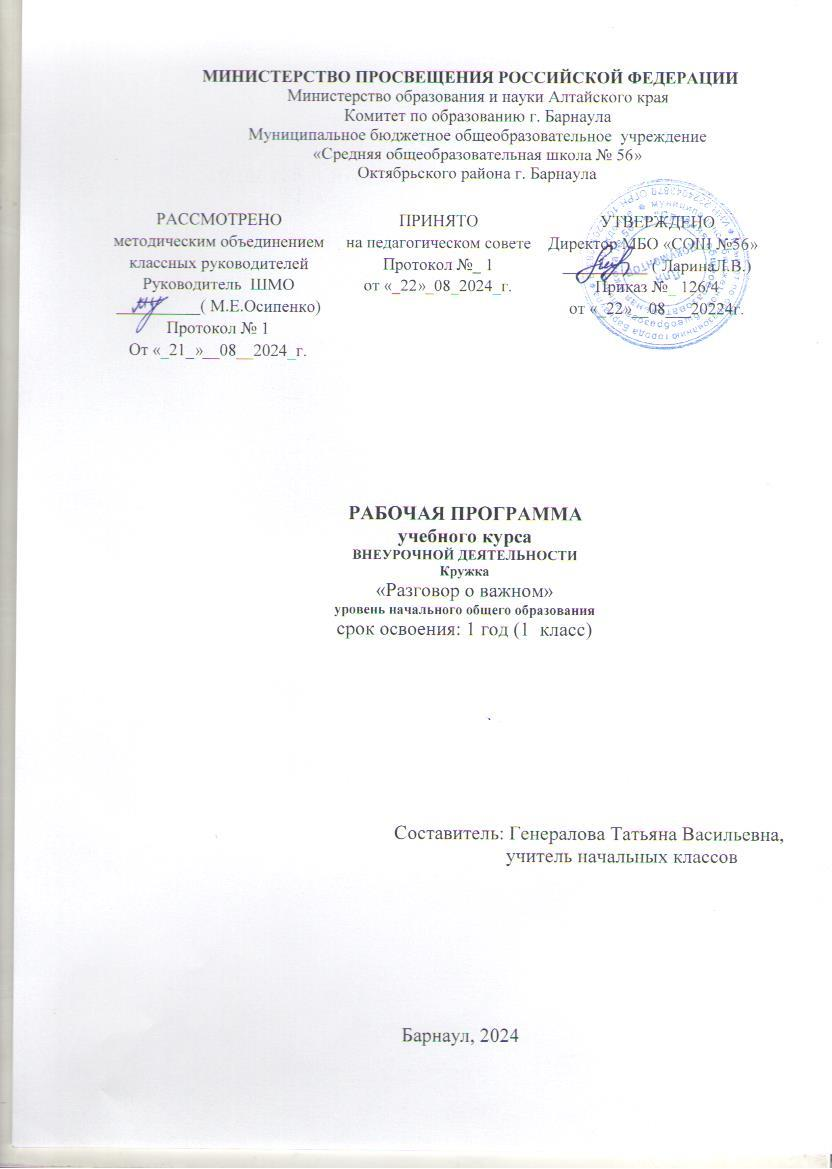 МИНИСТЕРСТВО ПРОСВЕЩЕНИЯ РОССИЙСКОЙ ФЕДЕРАЦИИ
Министерство образования и науки Алтайского края
Комитет по образованию г. Барнаула
Муниципальное бюджетное общеобразовательное учреждение
«Средняя общеобразовательная школа № 56»
Октябрьского района г. Барнаула
РАССМОТРЕНО
методическим объединением
классных руководителей
Руководитель ШМО
__________( М.Е.Осипенко)
Протокол № 1
От «_21_»__08__2024_г.
ПРИНЯТО
на педагогическом совете
Протокол №_ 1
от «_22»_08_2024_г.
УТВЕРЖДЕНО
Директор МБО «СОШ №56»
__________ ( ЛаринаЛ.В.)
Приказ №_ 126/4
от «_22»__08___20224г.
РАБОЧАЯ ПРОГРАММА
учебного курса
ВНЕУРОЧНОЙ ДЕЯТЕЛЬНОСТИ
Кружка
«Разговор о важном»
уровень начального общего образования
срок освоения: 1 год (1 класс)
Составитель: Генералова Татьяна Васильевна,
учитель начальных классов
Барнаул, 2024